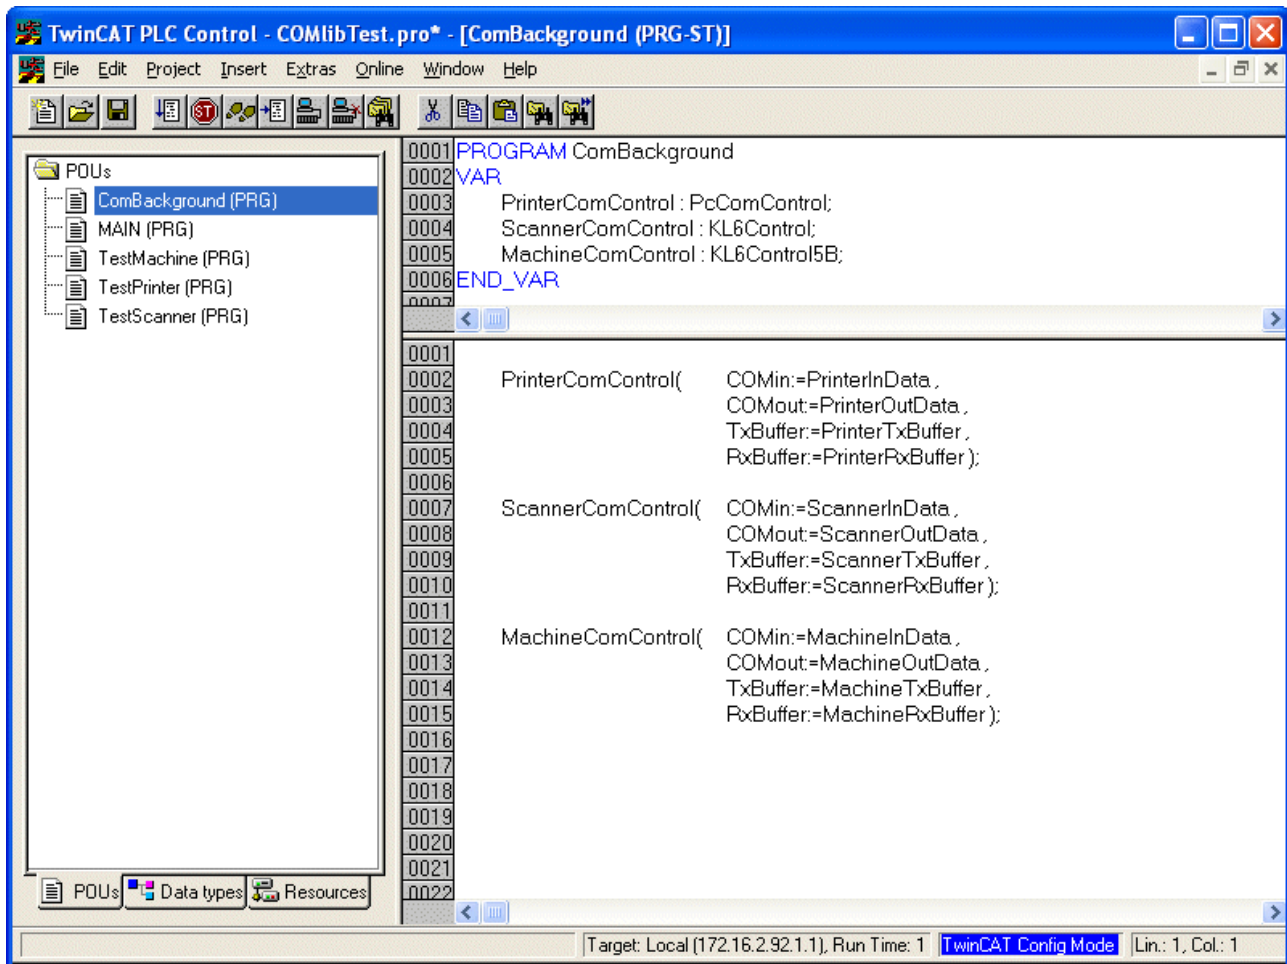 TwinCAT PLC Control - COMlibTest.pro* - [ComBackground (PRG-ST)]
File Edit Project Insert Extras Online Window Help
ST
POUs
ComBackground (PRG)
MAIN (PRG)
TestMachine (PRG)
TestPrinter (PRG)
TestScanner (PRG)
POUs Data types Resources
0001 PROGRAM ComBackground
0002 VAR
0003 PrinterComControl : PcComControl;
0004 ScannerComControl : KL6Control;
0005 MachineComControl : KL6Control5B;
0006 END_VAR
0007
0001
0002 PrinterComControl( COMin:=PrinterInData ,
0003 COMout:=PrinterOutData ,
0004 TxBuffer:=PrinterTxBuffer ,
0005 RxBuffer:=PrinterRxBuffer );
0006
0007 ScannerComControl( COMin:=ScannerInData ,
0008 COMout:=ScannerOutData ,
0009 TxBuffer:=ScannerTxBuffer ,
0010 RxBuffer:=ScannerRxBuffer );
0011
0012 MachineComControl( COMin:=MachineInData ,
0013 COMout:=MachineOutData ,
0014 TxBuffer:=MachineTxBuffer ,
0015 RxBuffer:=MachineRxBuffer );
0016
0017
0018
0019
0020
0021
0022
Target: Local (172.16.2.92.1.1), Run Time: 1 TwinCAT Config Mode Lin.: 1, Col.: 1